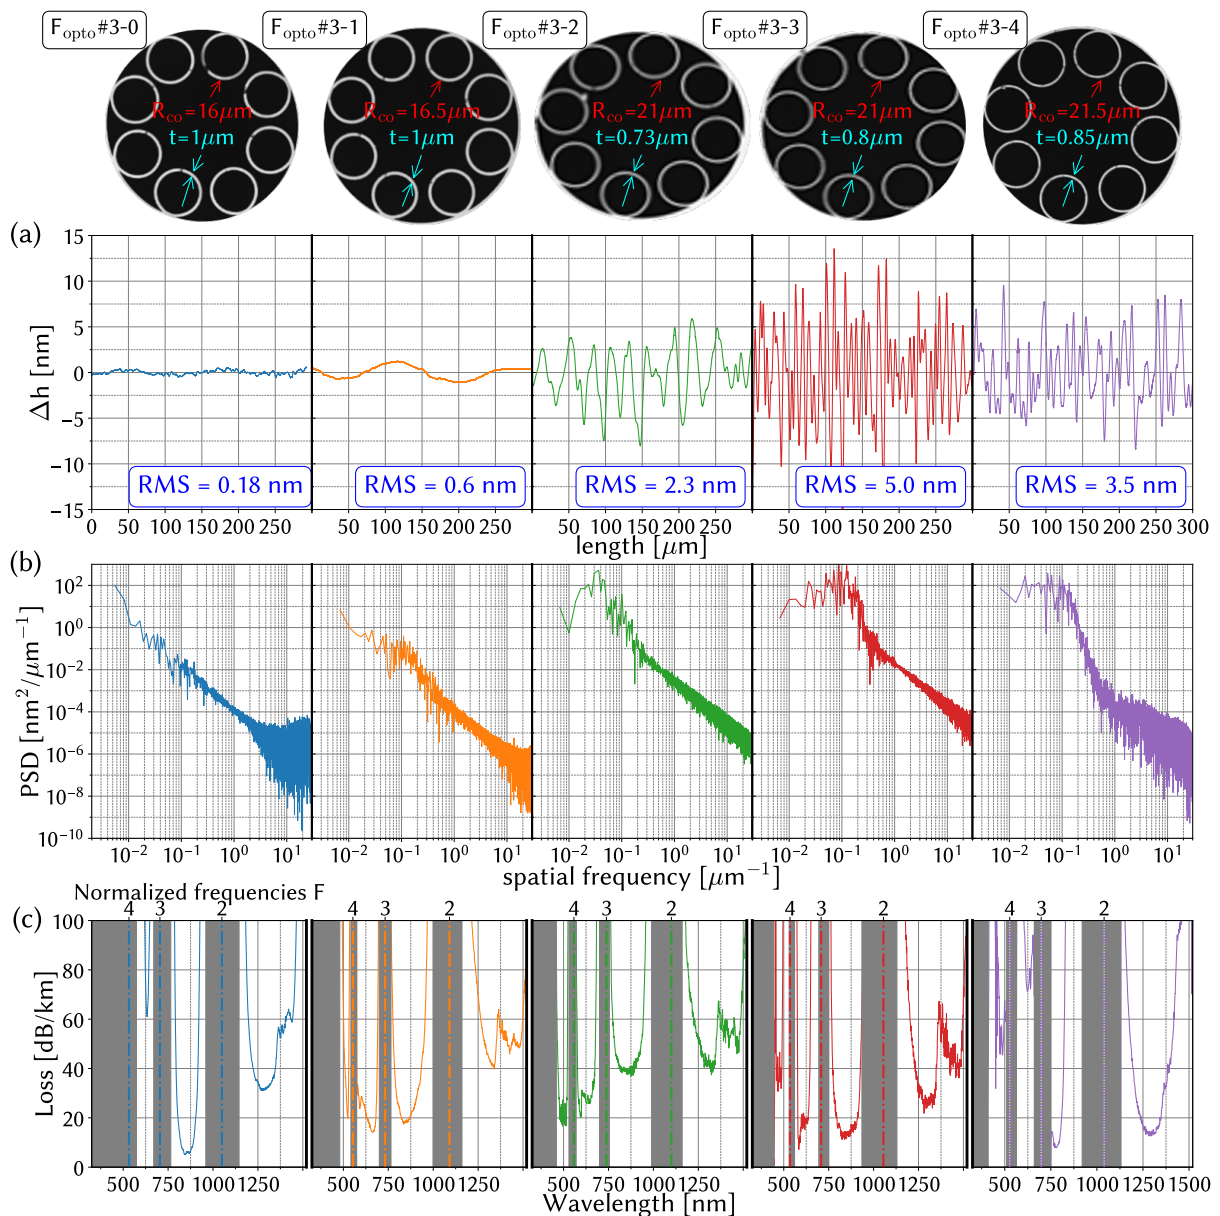 Fopto#3-0 Fopto#3-1 Fopto#3-2 Fopto#3-3 Fopto#3-4
Rco=16μm Rco=16.5μm Rco=21μm Rco=21μm Rco=21.5μm
t=1μm t=1μm t=0.73μm t=0.8μm t=0.85μm
(a)
Δh [nm]
15
10
5
0
−5
−10
−15
RMS = 0.18 nm RMS = 0.6 nm RMS = 2.3 nm RMS = 5.0 nm RMS = 3.5 nm
0 50 100 150 200 250 50 100 150 200 250 50 100 150 200 250 50 100 150 200 250 50 100 150 200 250 300
length [μm]
(b)
PSD [nm²/μm⁻¹]
10²
10⁰
10⁻²
10⁻⁴
10⁻⁶
10⁻⁸
10⁻¹⁰
10⁻² 10⁻¹ 10⁰ 10¹ 10⁻² 10⁻¹ 10⁰ 10¹ 10⁻² 10⁻¹ 10⁰ 10¹ 10⁻² 10⁻¹ 10⁰ 10¹ 10⁻² 10⁻¹ 10⁰ 10¹
spatial frequency [μm⁻¹]
Normalized frequencies F
(c)
4 3 2 4 3 2 4 3 2 4 3 2 4 3 2
Loss [dB/km]
100
80
60
40
20
0
500 750 1000 1250 500 750 1000 1250 500 750 1000 1250 500 750 1000 1250 500 750 1000 1250 1500
Wavelength [nm]